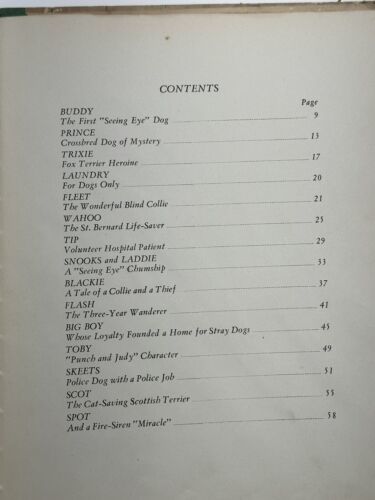 CONTENTS
Page
BUDDY
The First "Seeing Eye" Dog 9
PRINCE
Crossbred Dog of Mystery 13
TRIXIE
Fox Terrier Heroine 17
LAUNDRY
For Dogs Only 20
FLEET
The Wonderful Blind Collie 21
WAHOO
The St. Bernard Life-Saver 25
TIP
Volunteer Hospital Patient 29
SNOOKS and LADDIE
A "Seeing Eye" Chumship 33
BLACKIE
A Tale of a Collie and a Thief 37
FLASH
The Three-Year Wanderer 41
BIG BOY
Whose Loyalty Founded a Home for Stray Dogs 45
TOBY
"Punch and Judy" Character 49
SKEETS
Police Dog with a Police Job 51
SCOT
The Cat-Saving Scottish Terrier 55
SPOT
And a Fire-Siren "Miracle" 58